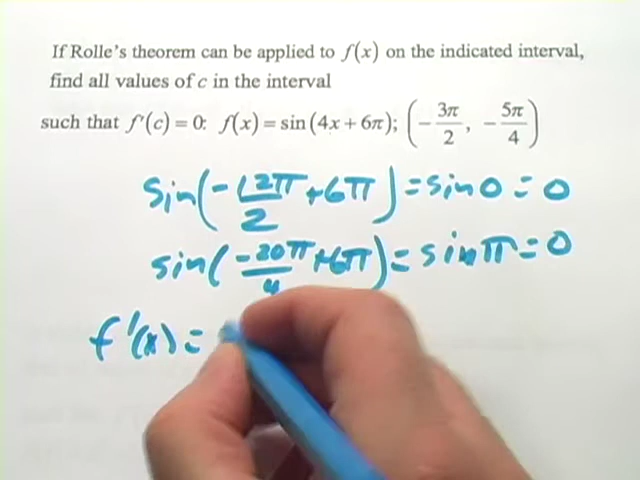 If Rolle's theorem can be applied to f(x) on the indicated interval,
find all values of c in the interval
such that f'(c) = 0: f(x) = sin(4x + 6π); (-3π/2, -5π/4)
sin(-12π/2 + 6π) = sin 0 = 0
sin(-20π/4 + 6π) = sin π = 0
f'(x) =